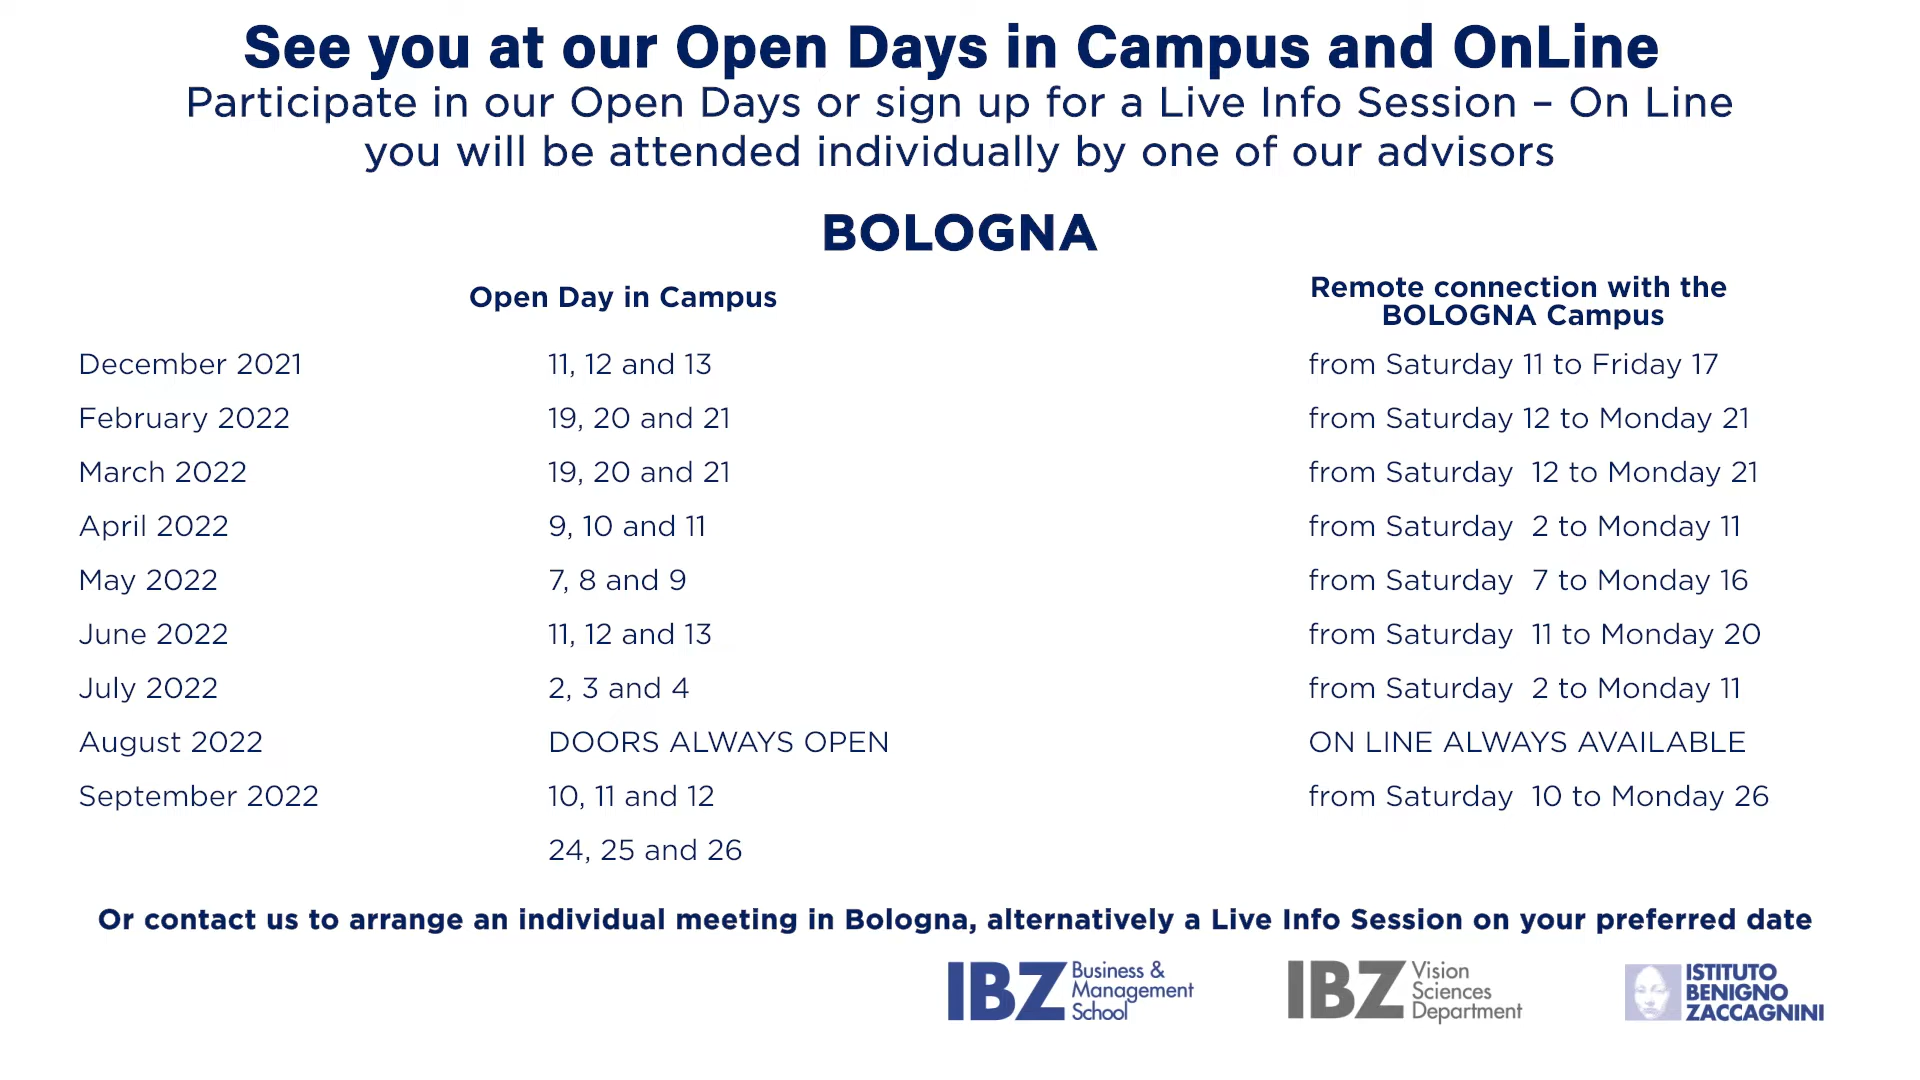 See you at our Open Days in Campus and OnLine
Participate in our Open Days or sign up for a Live Info Session – On Line
you will be attended individually by one of our advisors
BOLOGNA
Open Day in Campus
Remote connection with the
BOLOGNA Campus
December 2021 11, 12 and 13 from Saturday 11 to Friday 17
February 2022 19, 20 and 21 from Saturday 12 to Monday 21
March 2022 19, 20 and 21 from Saturday 12 to Monday 21
April 2022 9, 10 and 11 from Saturday 2 to Monday 11
May 2022 7, 8 and 9 from Saturday 7 to Monday 16
June 2022 11, 12 and 13 from Saturday 11 to Monday 20
July 2022 2, 3 and 4 from Saturday 2 to Monday 11
August 2022 DOORS ALWAYS OPEN ON LINE ALWAYS AVAILABLE
September 2022 10, 11 and 12 from Saturday 10 to Monday 26
24, 25 and 26
Or contact us to arrange an individual meeting in Bologna, alternatively a Live Info Session on your preferred date
IBZ
Business &
Management
School
IBZ
Vision
Sciences
Department
ISTITUTO
BENIGNO
ZACCAGNINI